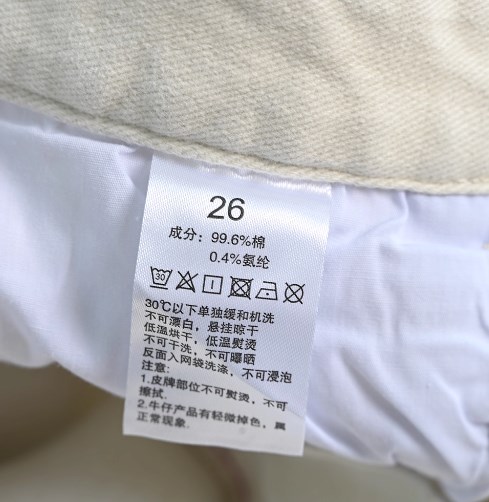 26
成分：99.6%棉
0.4%氨纶
30
30℃以下单独缓和机洗
不可漂白，悬挂晾干
低温烘干，低温熨烫
不可干洗，不可曝晒
反面入网袋洗涤，不可浸泡
注意：
1.皮牌部位不可熨烫，不可
擦拭.
2.牛仔产品有轻微掉色，属
正常现象.